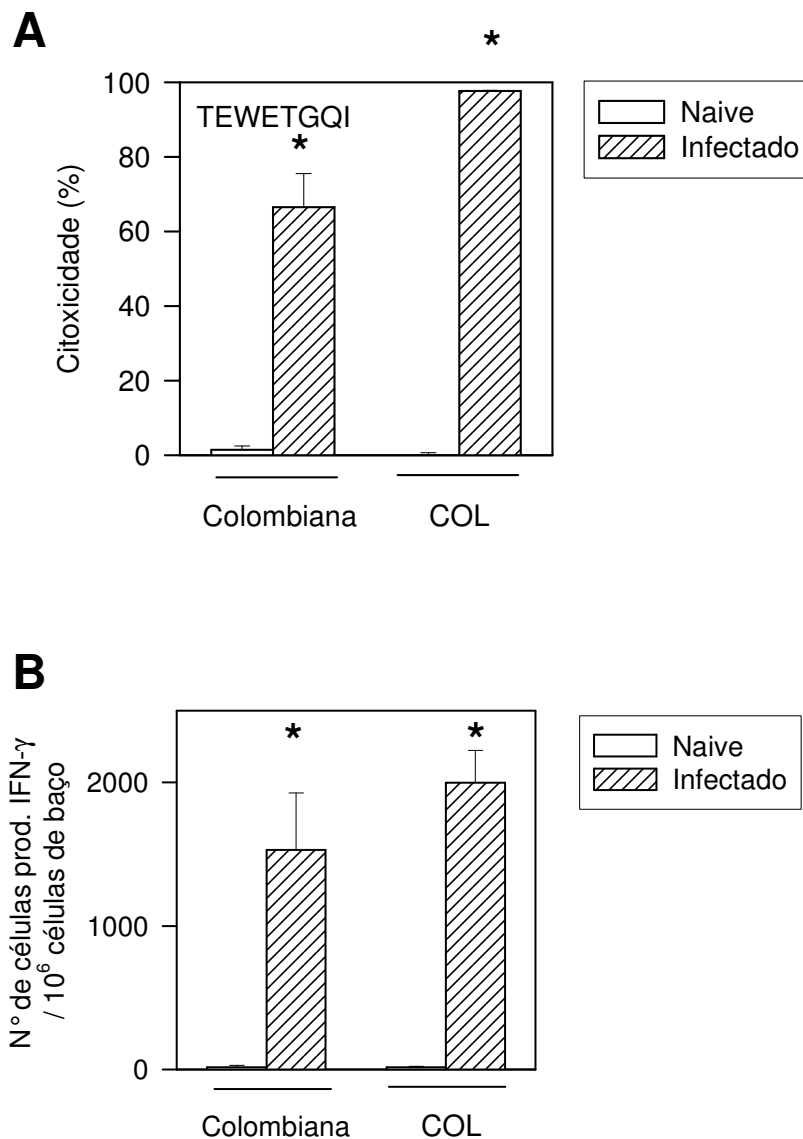 A
*
100
TEWETGQI
*
80
60
40
20
0
Citoxicidade (%)
Naive
Infectado
Colombiana
COL
B
*
*
2000
1000
0
N° de células prod. IFN-γ
/ 10⁶ células de baço
Naive
Infectado
Colombiana
COL